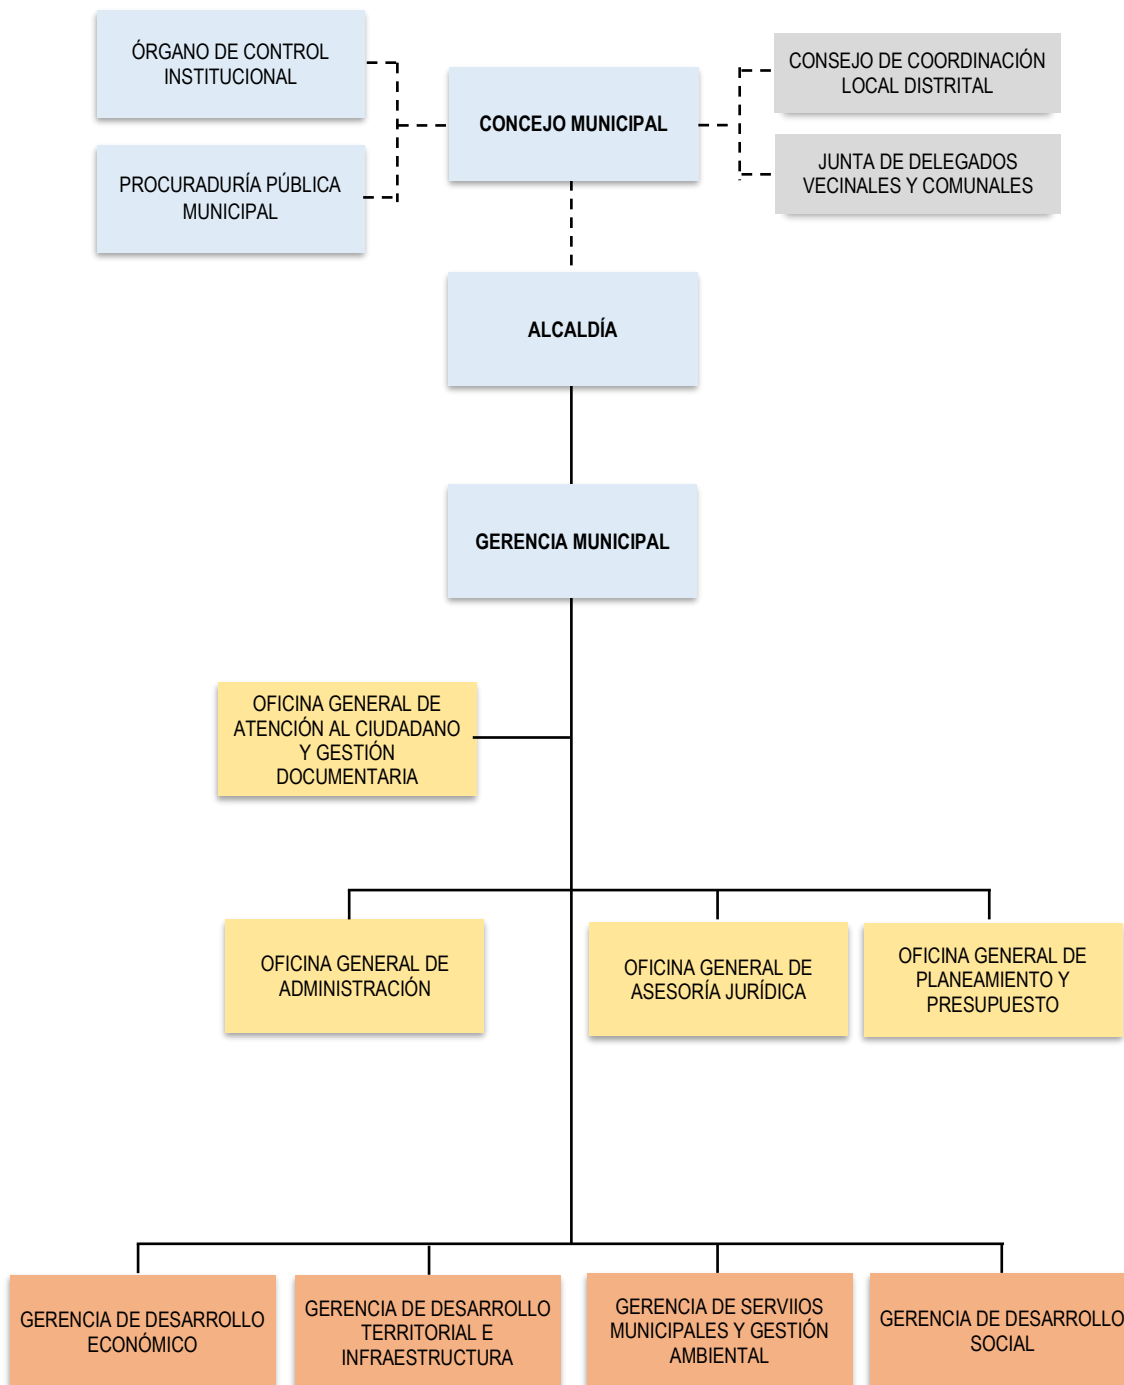 ÓRGANO DE CONTROL
INSTITUCIONAL
CONSEJO DE COORDINACIÓN
LOCAL DISTRITAL
CONCEJO MUNICIPAL
PROCURADURÍA PÚBLICA
MUNICIPAL
JUNTA DE DELEGADOS
VECINALES Y COMUNALES
ALCALDÍA
GERENCIA MUNICIPAL
OFICINA GENERAL DE
ATENCIÓN AL CIUDADANO
Y GESTIÓN
DOCUMENTARIA
OFICINA GENERAL DE
ADMINISTRACIÓN
OFICINA GENERAL DE
ASESORÍA JURÍDICA
OFICINA GENERAL DE
PLANEAMIENTO Y
PRESUPUESTO
GERENCIA DE DESARROLLO
ECONÓMICO
GERENCIA DE DESARROLLO
TERRITORIAL E
INFRAESTRUCTURA
GERENCIA DE SERVIIOS
MUNICIPALES Y GESTIÓN
AMBIENTAL
GERENCIA DE DESARROLLO
SOCIAL